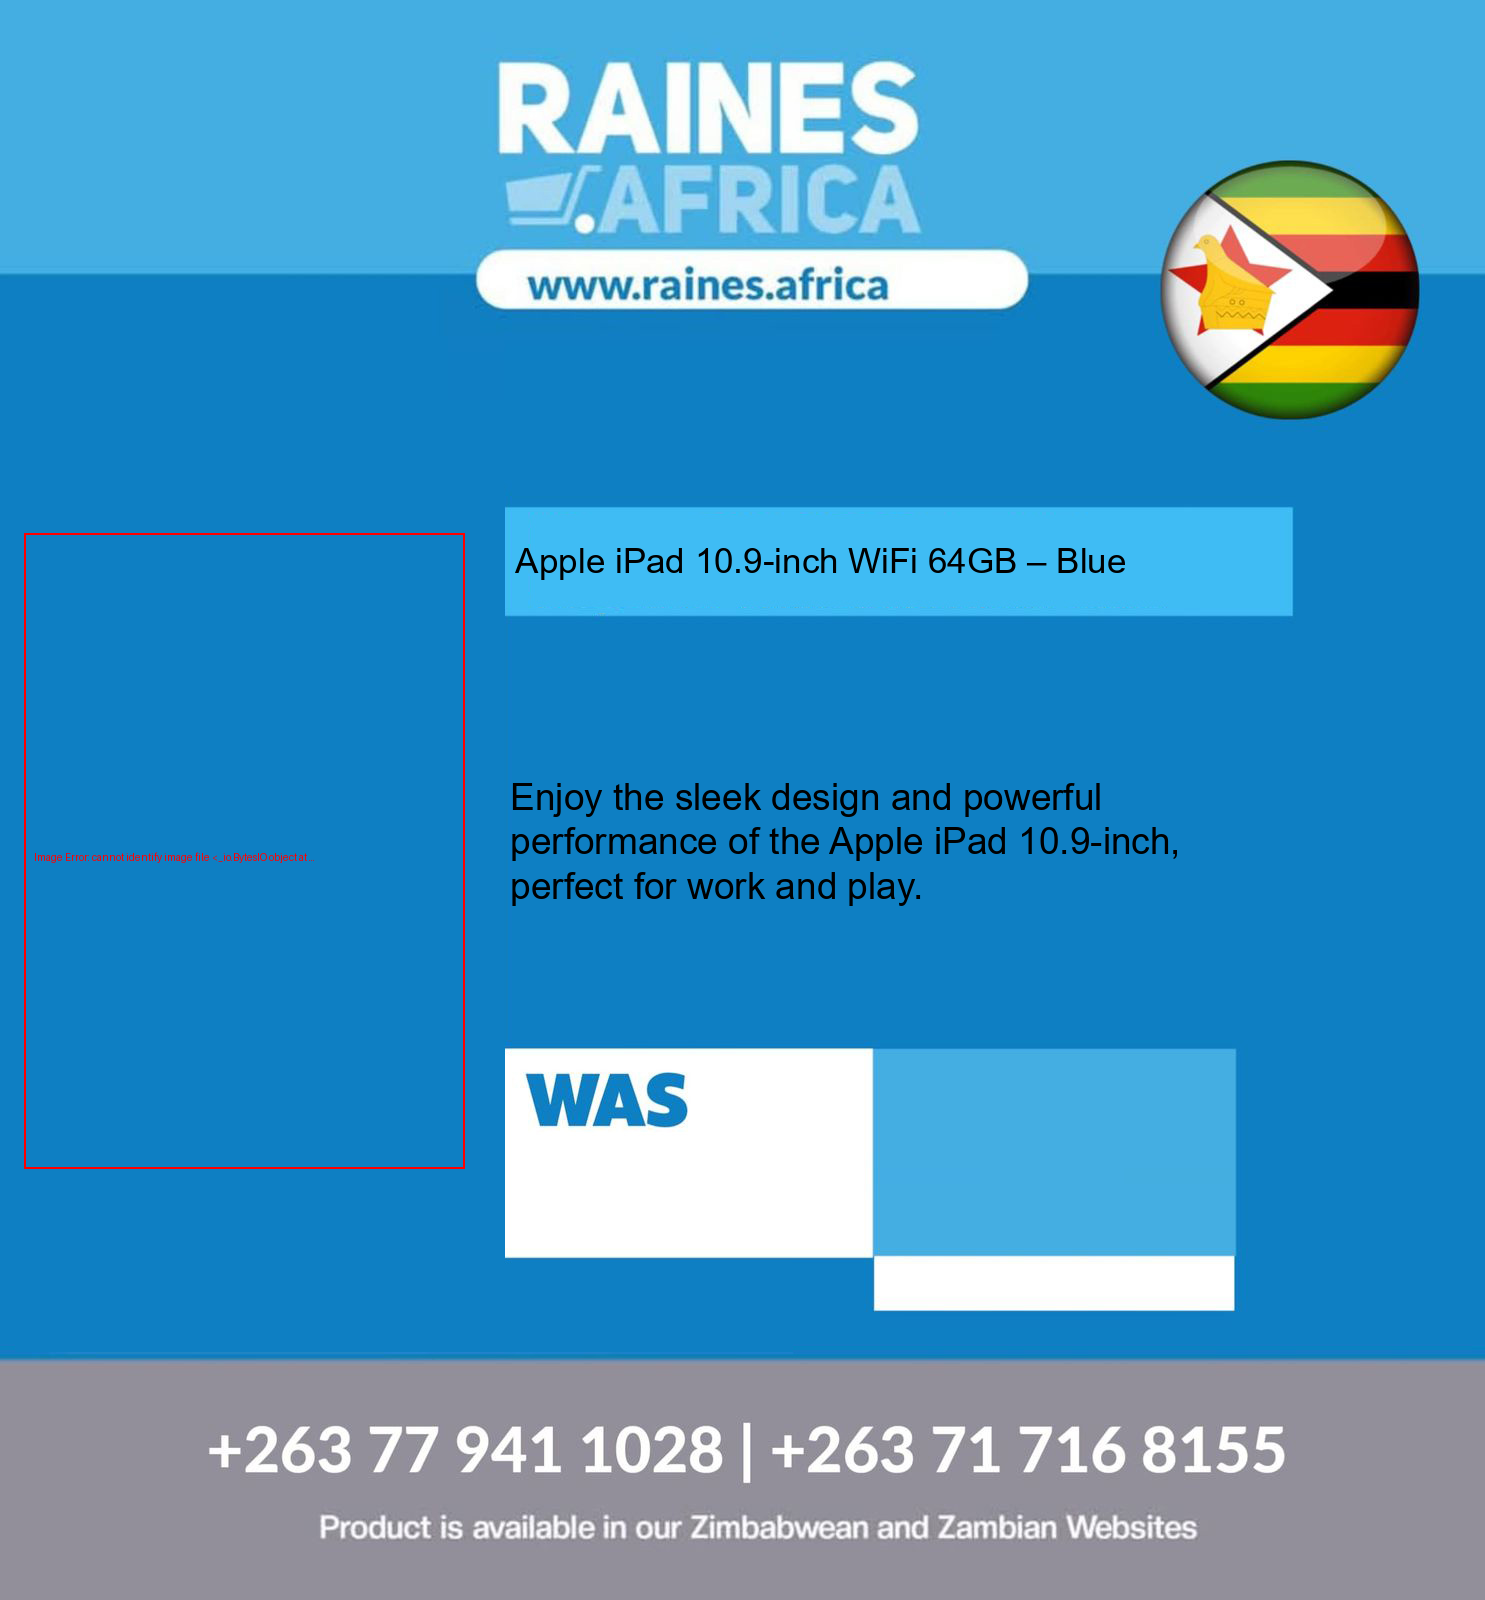 RAINES
.AFRICA
www.raines.africa
Apple iPad 10.9-inch WiFi 64GB – Blue
Image Error: cannot identify image file <_io.BytesIO object at...
Enjoy the sleek design and powerful
performance of the Apple iPad 10.9-inch,
perfect for work and play.
WAS
+263 77 941 1028 | +263 71 716 8155
Product is available in our Zimbabwean and Zambian Websites